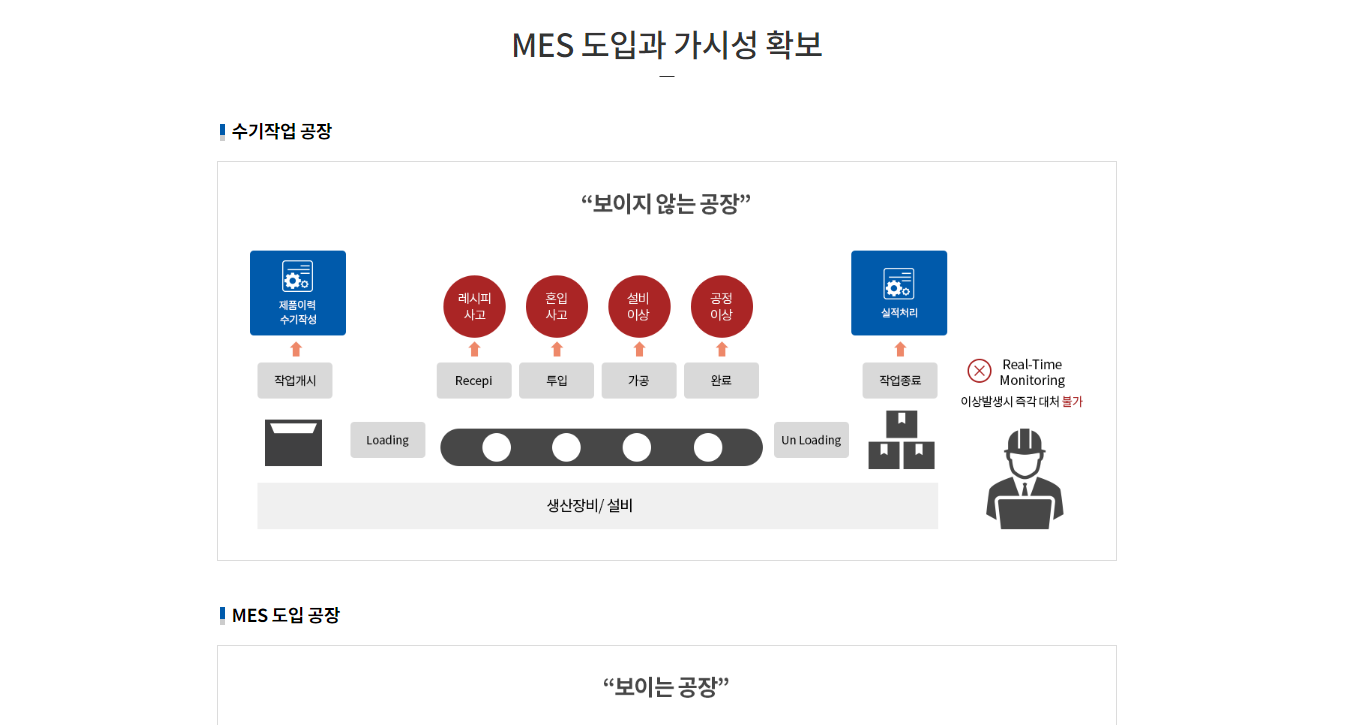 MES 도입과 가시성 확보
수기작업 공장
“보이지 않는 공장”
제품이력
수기작성
레시피
사고
혼입
사고
설비
이상
공정
이상
실적처리
작업개시
Recepi
투입
가공
완료
작업종료
Real-Time
Monitoring
이상발생시 즉각 대처 불가
Loading
Un Loading
생산장비/ 설비
MES 도입 공장
“보이는 공장”